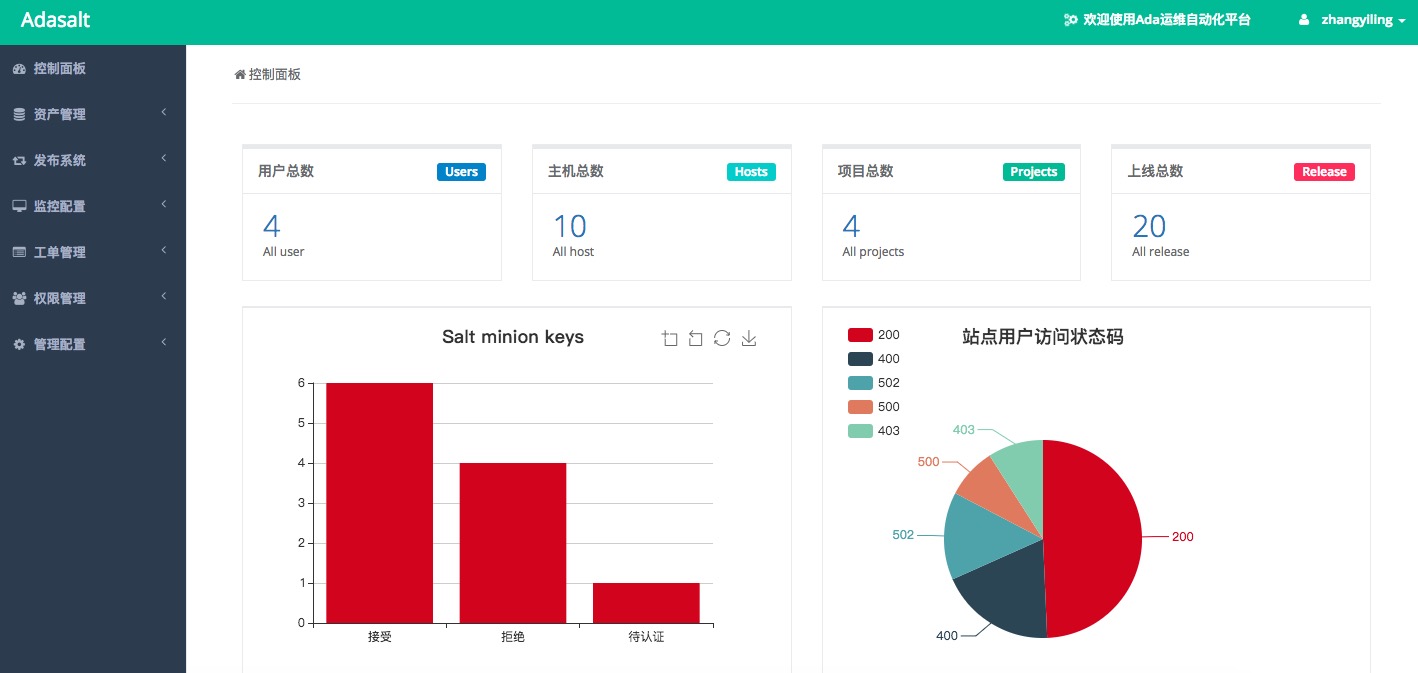 Adasalt
欢迎使用Ada运维自动化平台
zhangyiling
控制面板
资产管理
发布系统
监控配置
工单管理
权限管理
管理配置
控制面板
用户总数
Users
4
All user
主机总数
Hosts
10
All host
项目总数
Projects
4
All projects
上线总数
Release
20
All release
Salt minion keys
6
5
4
3
2
1
0
接受
拒绝
待认证
站点用户访问状态码
200
400
502
500
403
403
500
502
200
400